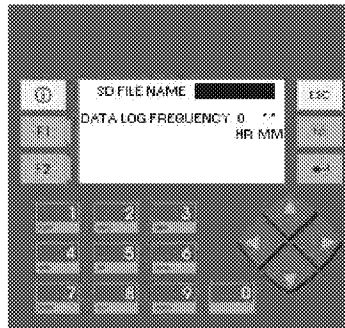 SD FILE NAME
ESC
DATA LOG FREQUENCY 0
HR MM
F1
F2
1 2 3
4 5 6
7 8 9 0